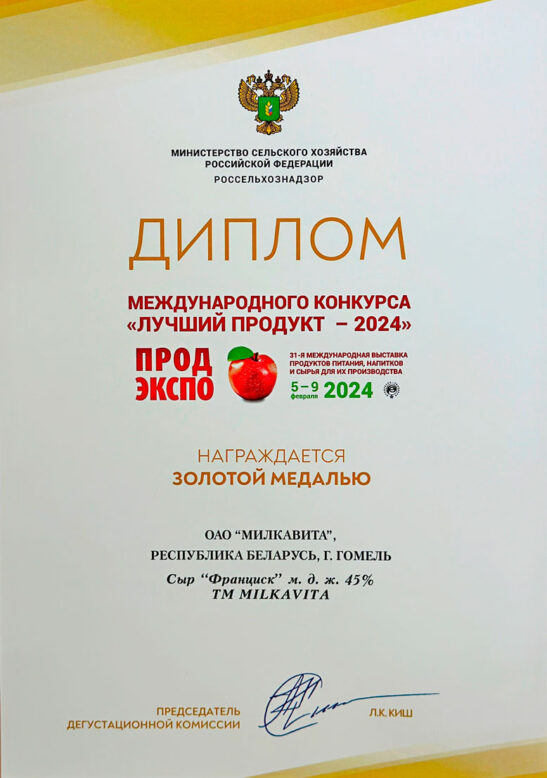 МИНИСТЕРСТВО СЕЛЬСКОГО ХОЗЯЙСТВА
РОССИЙСКОЙ ФЕДЕРАЦИИ
РОССЕЛЬХОЗНАДЗОР
ДИПЛОМ
МЕЖДУНАРОДНОГО КОНКУРСА
«ЛУЧШИЙ ПРОДУКТ – 2024»
ПРОД
ЭКСПО
31-Я МЕЖДУНАРОДНАЯ ВЫСТАВКА
ПРОДУКТОВ ПИТАНИЯ, НАПИТКОВ
И СЫРЬЯ ДЛЯ ИХ ПРОИЗВОДСТВА
5–9
февраля
2024
НАГРАЖДАЕТСЯ
ЗОЛОТОЙ МЕДАЛЬЮ
ОАО "МИЛКАВИТА",
РЕСПУБЛИКА БЕЛАРУСЬ, Г. ГОМЕЛЬ
Сыр "Франциск" м. д. ж. 45%
ТМ MILKAVITA
ПРЕДСЕДАТЕЛЬ
ДЕГУСТАЦИОННОЙ КОМИССИИ
Л.К. КИШ